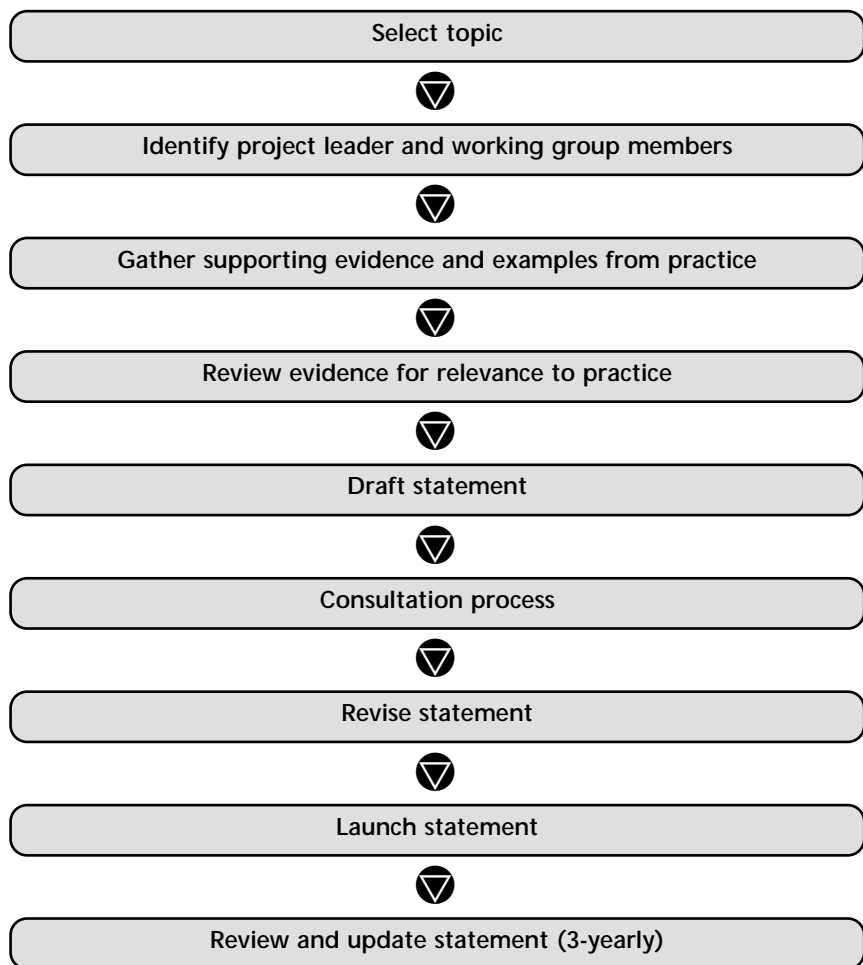 Select topic
Identify project leader and working group members
Gather supporting evidence and examples from practice
Review evidence for relevance to practice
Draft statement
Consultation process
Revise statement
Launch statement
Review and update statement (3-yearly)